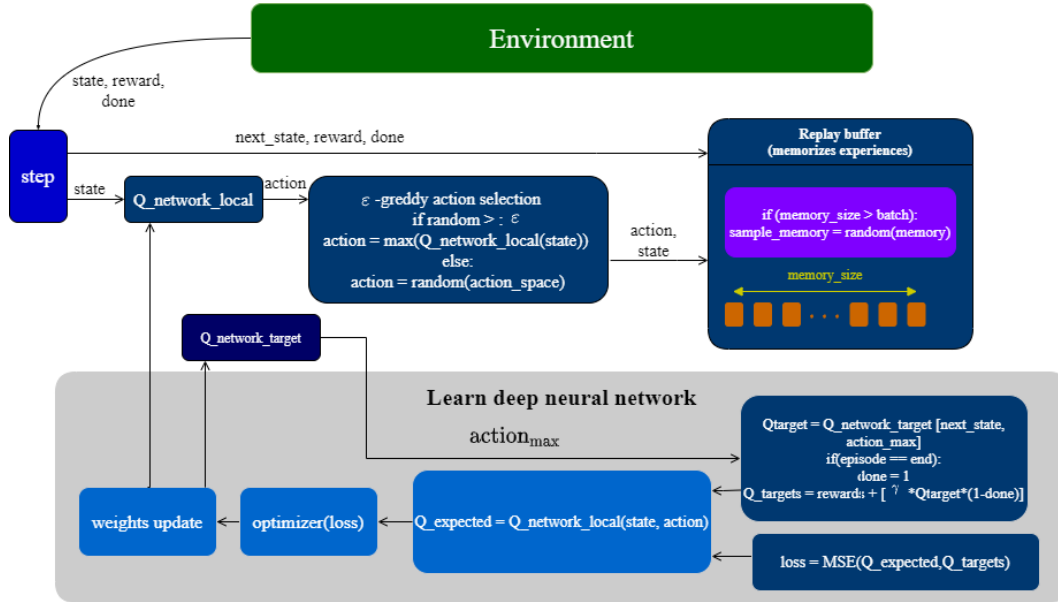 Environment
state, reward,
done
step
next_state, reward, done
state
Q_network_local
action
ε -greddy action selection
if random > : ε
action = max(Q_network_local(state))
else:
action = random(action_space)
action,
state
Replay buffer
(memorizes experiences)
if (memory_size > batch):
sample_memory = random(memory)
memory_size
. . .
Q_network_target
Learn deep neural network
action_max
Qtarget = Q_network_target [next_state,
action_max]
if(episode == end):
done = 1
Q_targets = rewards + [ γ *Qtarget*(1-done)]
weights update
optimizer(loss)
Q_expected = Q_network_local(state, action)
loss = MSE(Q_expected,Q_targets)